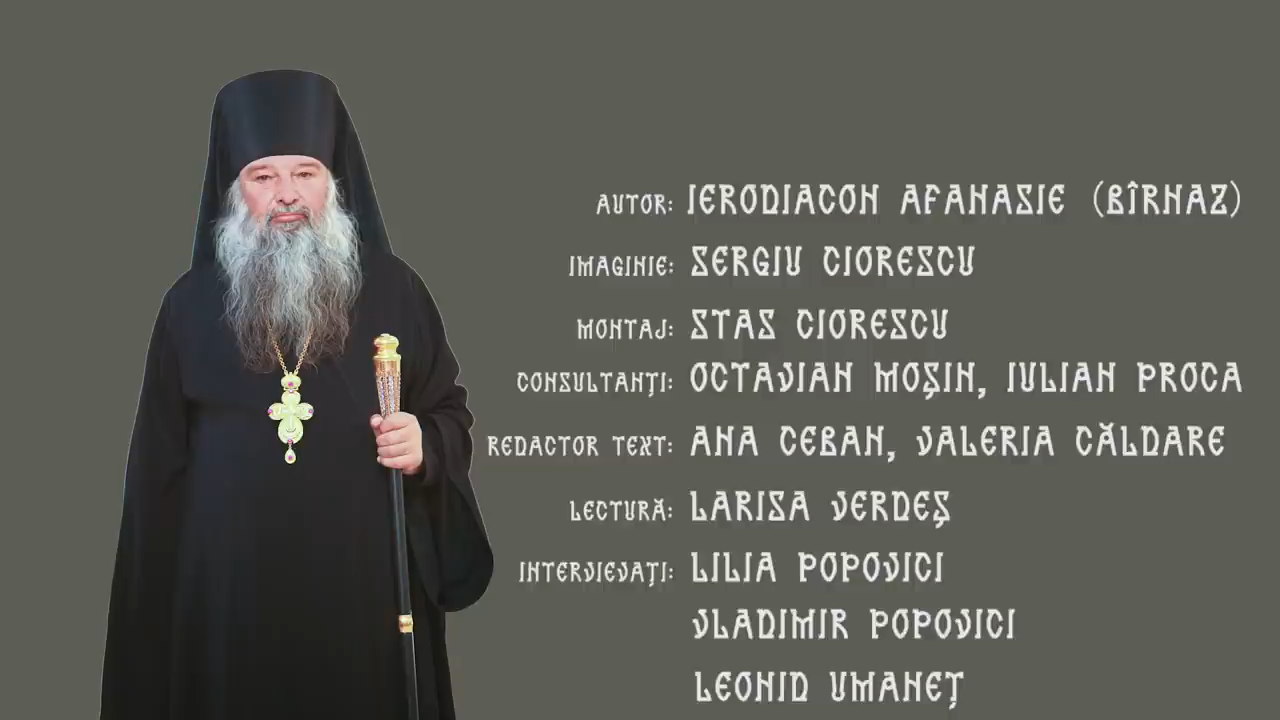 AUTOR: IERODIACON AFANASIE (BÎRNAZ)
IMAGINIE: SERGIU CIORESCU
MONTAJ: STAS CIORESCU
CONSULTANȚI: OCTAVIAN MOȘIN, IULIAN PROCA
REDACTOR TEXT: ANA CEBAN, VALERIA CĂLDARE
LECTURĂ: LARISA VERDEȘ
INTERVIEVAȚI: LILIA POPOVICI
VLADIMIR POPOVICI
LEONID UMANEȚ